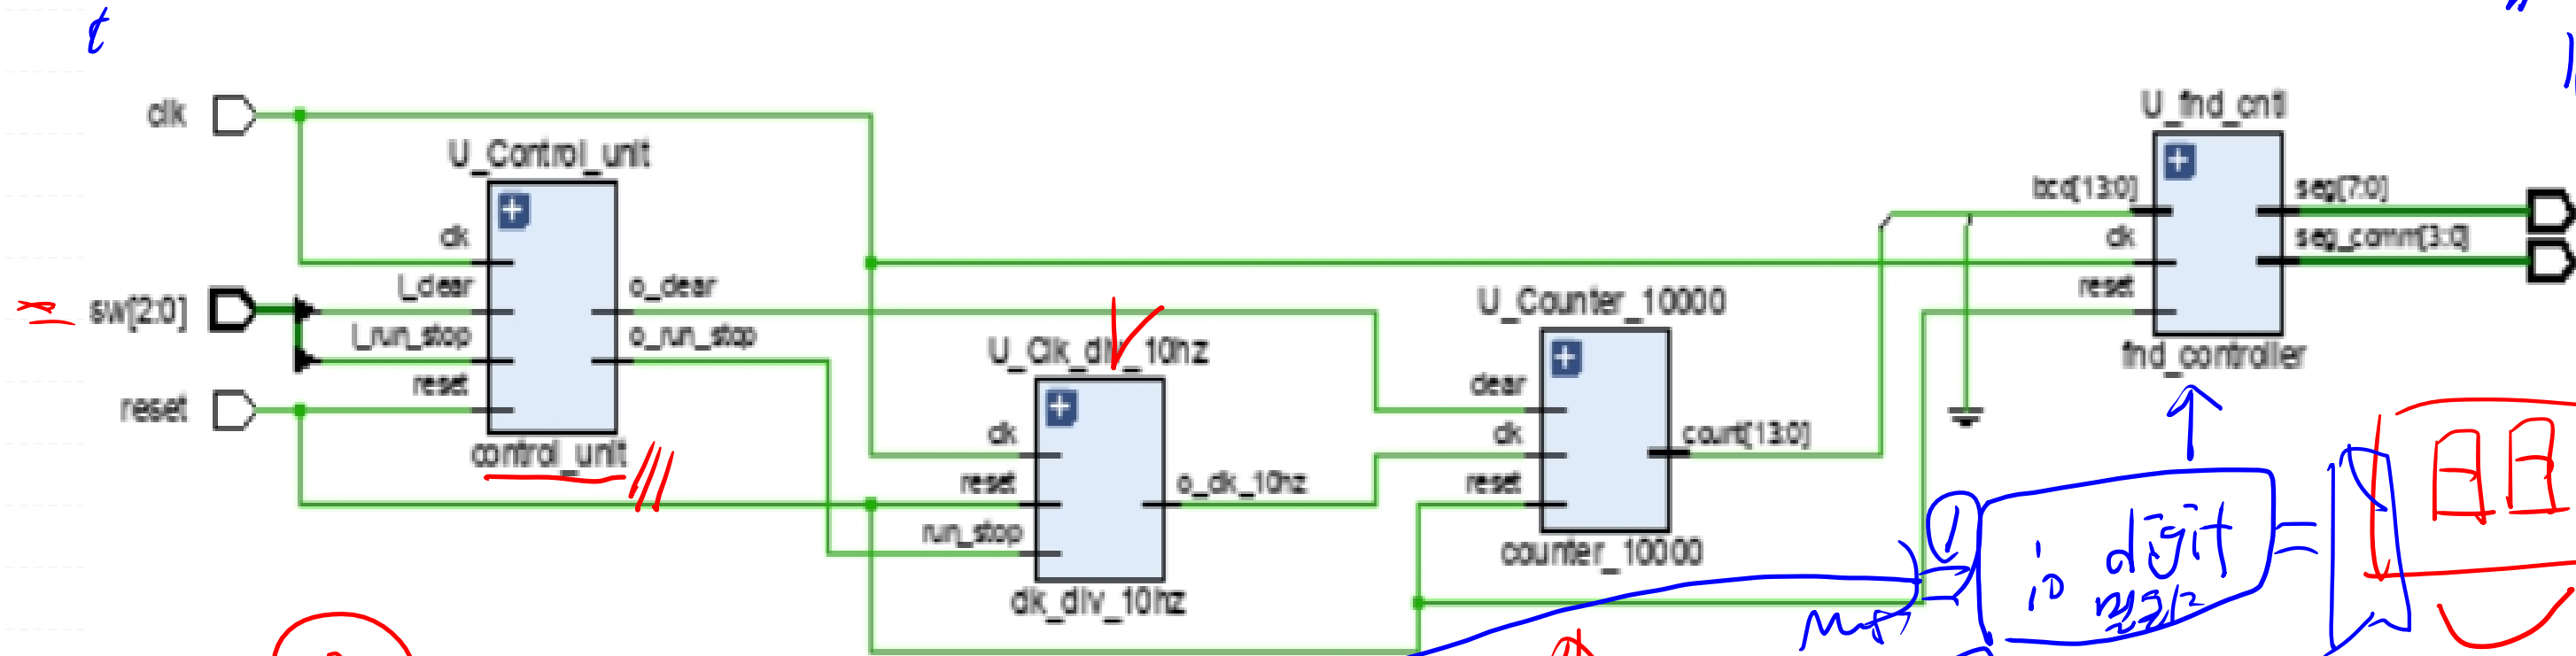 clk
sw[2:0]
reset
U_Control_unit
clk
i_clear
i_run_stop
reset
o_clear
o_run_stop
control_unit
U_Clk_div_10hz
clk
reset
run_stop
o_clk_10hz
clk_div_10hz
U_Counter_10000
clear
clk
reset
count[13:0]
counter_10000
U_fnd_cntl
bcd[13:0]
clk
reset
seg[7:0]
seg_comm[3:0]
fnd_controller
1
digit